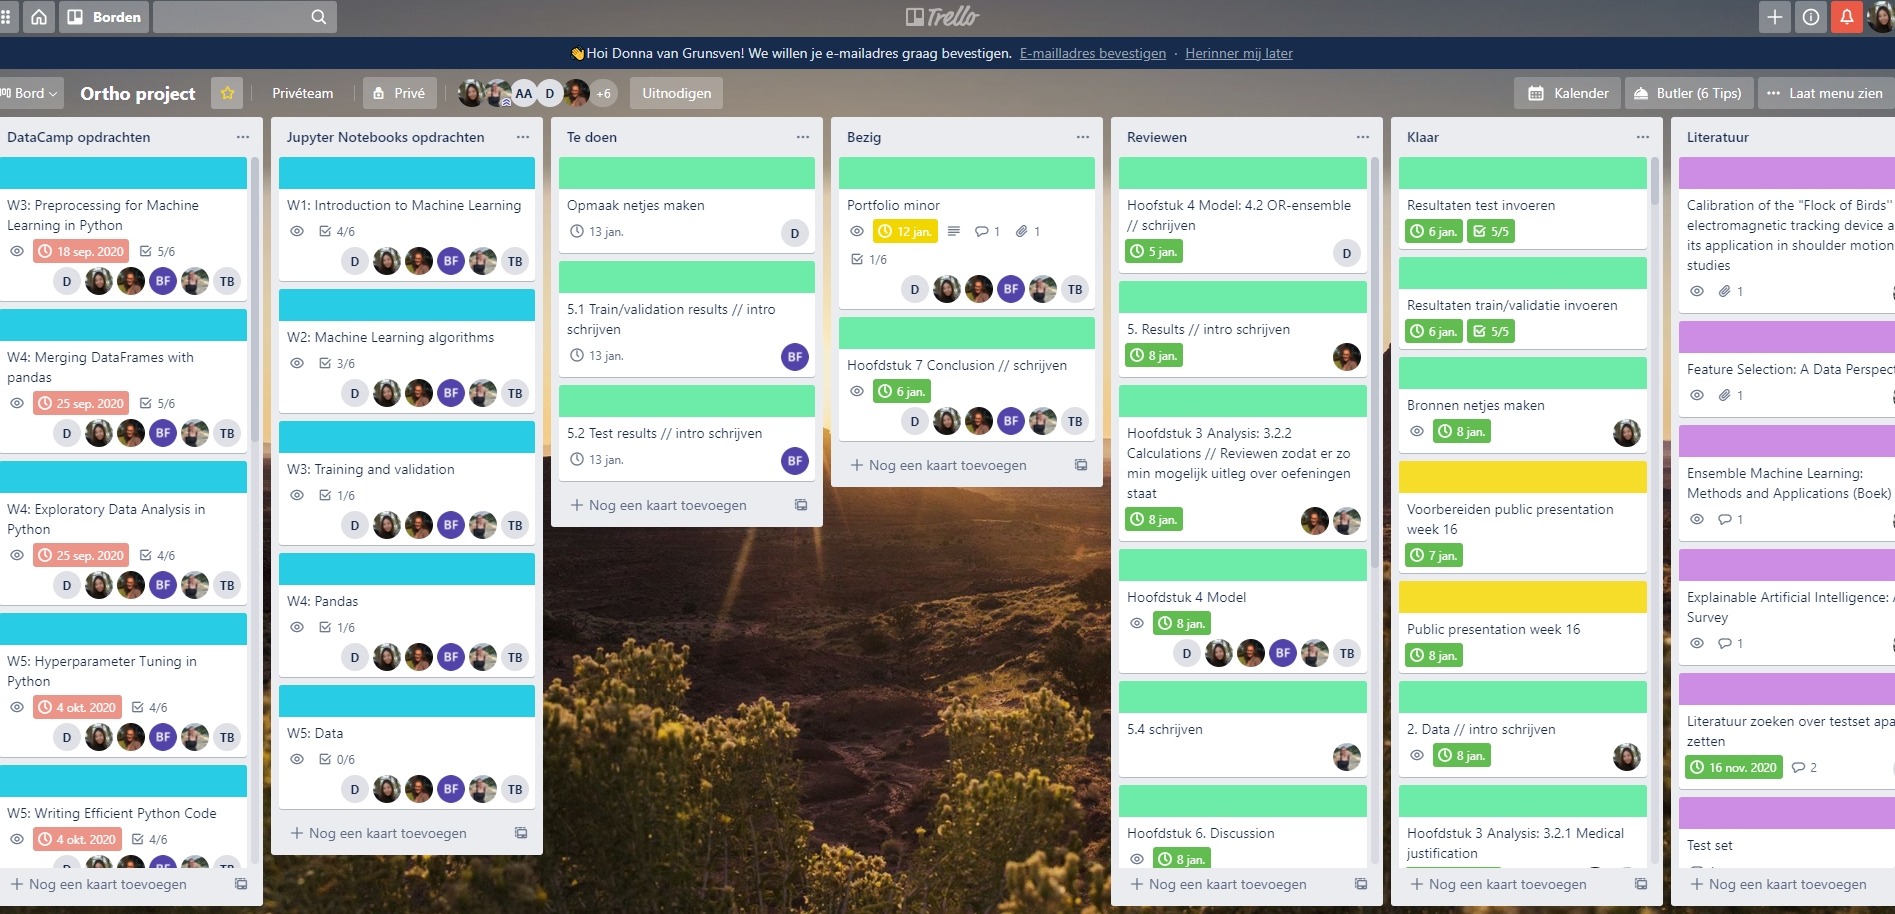 Borden
Trello
Hoi Donna van Grunsven! We willen je e-mailadres graag bevestigen. E-mailladres bevestigen · Herinner mij later
Bord
Ortho project
Privéteam
Privé
AA
D
+6
Uitnodigen
Kalender
Butler (6 Tips)
Laat menu zien
DataCamp opdrachten
W3: Preprocessing for Machine
Learning in Python
18 sep. 2020 5/6
D BF TB
W4: Merging DataFrames with
pandas
25 sep. 2020 5/6
D BF TB
W4: Exploratory Data Analysis in
Python
25 sep. 2020 4/6
D BF TB
W5: Hyperparameter Tuning in
Python
4 okt. 2020 4/6
D BF TB
W5: Writing Efficient Python Code
4 okt. 2020 4/6
D BF TB
+ Nog een kaart toevoegen
Jupyter Notebooks opdrachten
W1: Introduction to Machine Learning
4/6
D BF TB
W2: Machine Learning algorithms
3/6
D BF TB
W3: Training and validation
1/6
D BF TB
W4: Pandas
1/6
D BF TB
W5: Data
0/6
D BF TB
+ Nog een kaart toevoegen
Te doen
Opmaak netjes maken
13 jan.
D
5.1 Train/validation results // intro
schrijven
13 jan.
BF
5.2 Test results // intro schrijven
13 jan.
BF
+ Nog een kaart toevoegen
Bezig
Portfolio minor
12 jan. 1 1
1/6
D BF TB
Hoofdstuk 7 Conclusion // schrijven
6 jan.
D BF TB
+ Nog een kaart toevoegen
Reviewen
Hoofstuk 4 Model: 4.2 OR-ensemble
// schrijven
5 jan.
D
5. Results // intro schrijven
8 jan.
Hoofdstuk 3 Analysis: 3.2.2
Calculations // Reviewen zodat er zo
min mogelijk uitleg over oefeningen
staat
8 jan.
Hoofdstuk 4 Model
8 jan.
D BF TB
5.4 schrijven
Hoofdstuk 6. Discussion
8 jan.
+ Nog een kaart toevoegen
Klaar
Resultaten test invoeren
6 jan. 5/5
Resultaten train/validatie invoeren
6 jan. 5/5
Bronnen netjes maken
8 jan.
Voorbereiden public presentation
week 16
7 jan.
Public presentation week 16
8 jan.
2. Data // intro schrijven
8 jan.
Hoofdstuk 3 Analysis: 3.2.1 Medical
justification
+ Nog een kaart toevoegen
Literatuur
Calibration of the "Flock of Birds"
electromagnetic tracking device a
its application in shoulder motion
studies
1
Feature Selection: A Data Perspect
1
Ensemble Machine Learning:
Methods and Applications (Boek)
1
Explainable Artificial Intelligence: A
Survey
1
Literatuur zoeken over testset apa
zetten
16 nov. 2020 2
Test set
+ Nog een kaart toevoegen